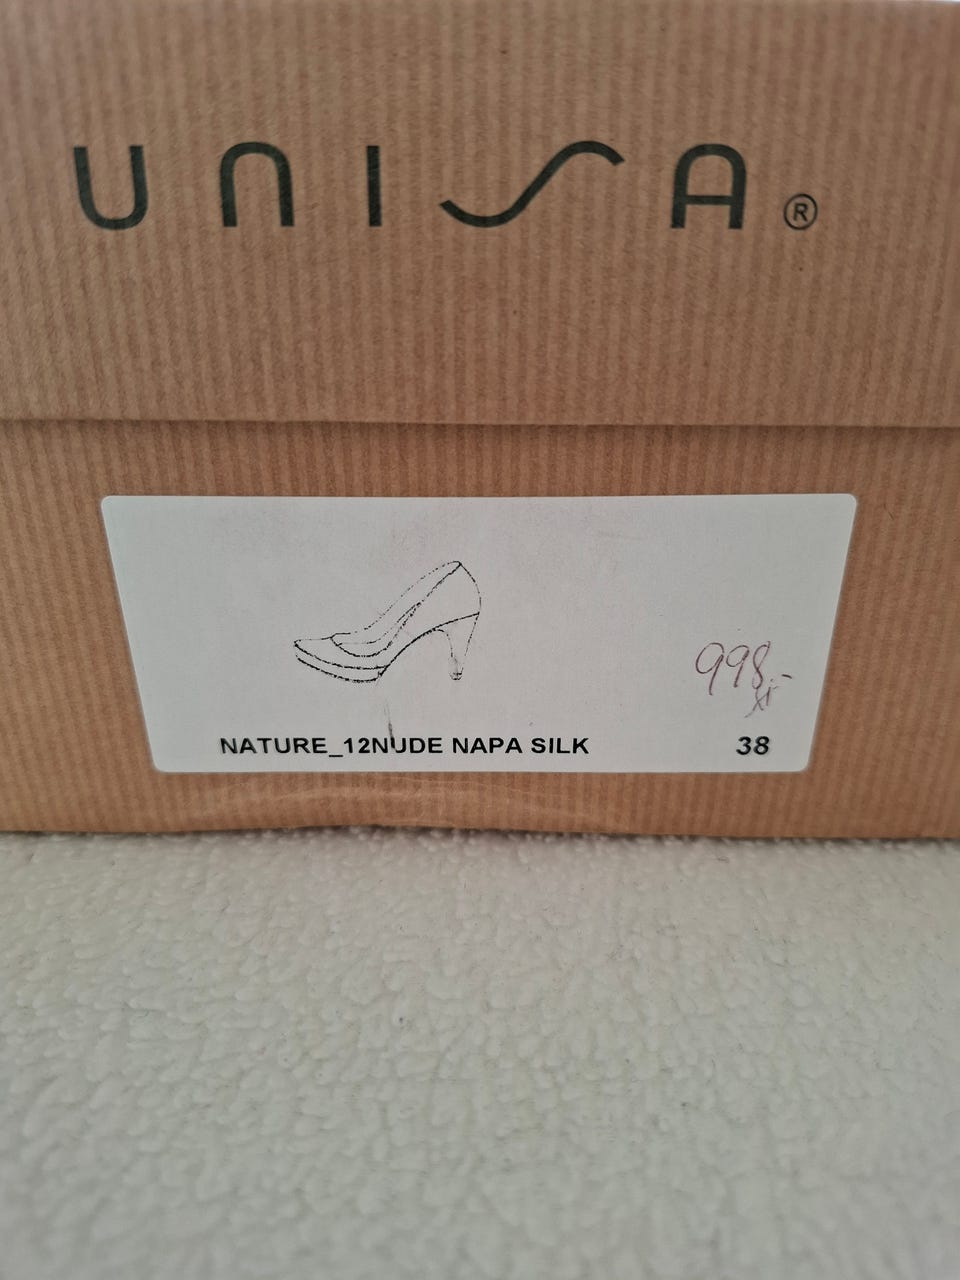 UNISA®
998,-
NATURE_12NUDE NAPA SILK 38